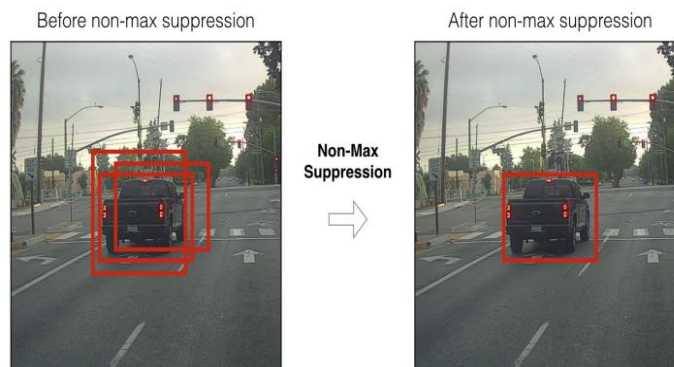 Before non-max suppression
After non-max suppression
Non-Max
Suppression